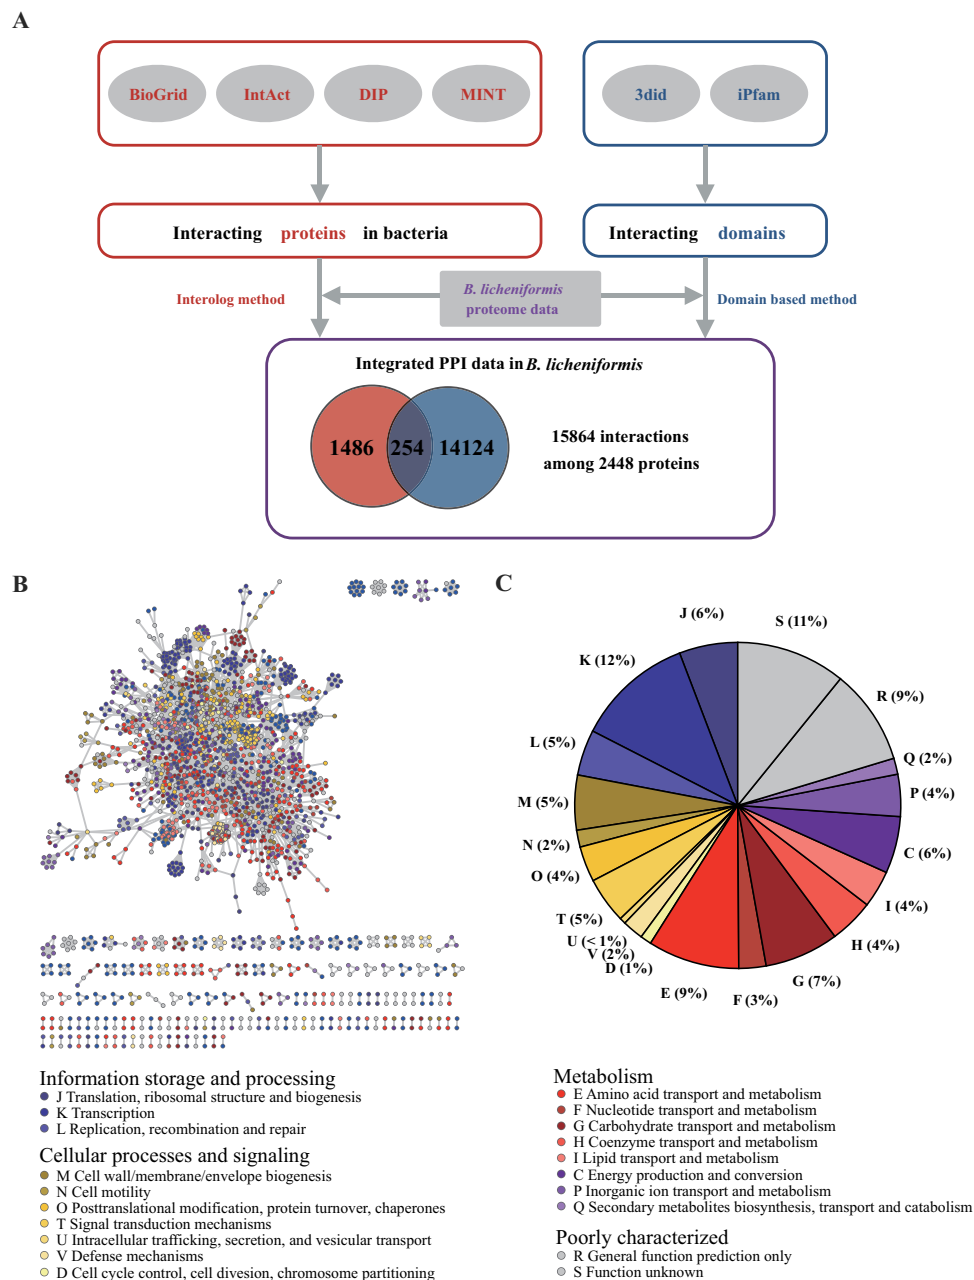 A
BioGrid IntAct DIP MINT 3did iPfam
Interacting proteins in bacteria
Interacting domains
Interolog method
B. licheniformis
proteome data
Domain based method
Integrated PPI data in B. licheniformis
1486 254 14124
15864 interactions
among 2448 proteins
B
C
J (6%)
S (11%)
K (12%)
R (9%)
L (5%)
Q (2%)
P (4%)
M (5%)
N (2%)
C (6%)
O (4%)
I (4%)
T (5%)
H (4%)
U (< 1%)
V (2%)
D (1%)
G (7%)
E (9%)
F (3%)
Information storage and processing
J Translation, ribosomal structure and biogenesis
K Transcription
L Replication, recombination and repair
Cellular processes and signaling
M Cell wall/membrane/envelope biogenesis
N Cell motility
O Posttranslational modification, protein turnover, chaperones
T Signal transduction mechanisms
U Intracellular trafficking, secretion, and vesicular transport
V Defense mechanisms
D Cell cycle control, cell divesion, chromosome partitioning
Metabolism
E Amino acid transport and metabolism
F Nucleotide transport and metabolism
G Carbohydrate transport and metabolism
H Coenzyme transport and metabolism
I Lipid transport and metabolism
C Energy production and conversion
P Inorganic ion transport and metabolism
Q Secondary metabolites biosynthesis, transport and catabolism
Poorly characterized
R General function prediction only
S Function unknown